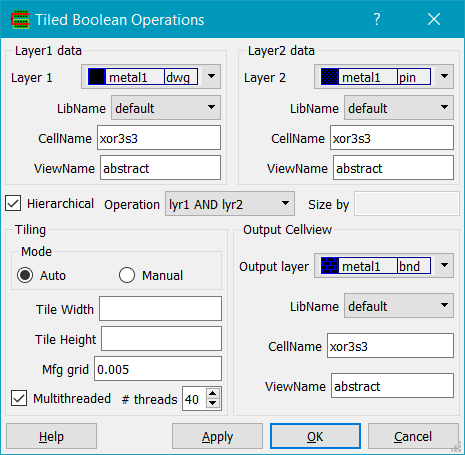 Tiled Boolean Operations ?
Layer1 data
Layer 1 metal1 dwg
LibName default
CellName xor3s3
ViewName abstract
Layer2 data
Layer 2 metal1 pin
LibName default
CellName xor3s3
ViewName abstract
Hierarchical Operation lyr1 AND lyr2 Size by
Tiling
Mode
Auto Manual
Tile Width
Tile Height
Mfg grid 0.005
Multithreaded # threads 40
Output Cellview
Output layer metal1 bnd
LibName default
CellName xor3s3
ViewName abstract
Help Apply OK Cancel